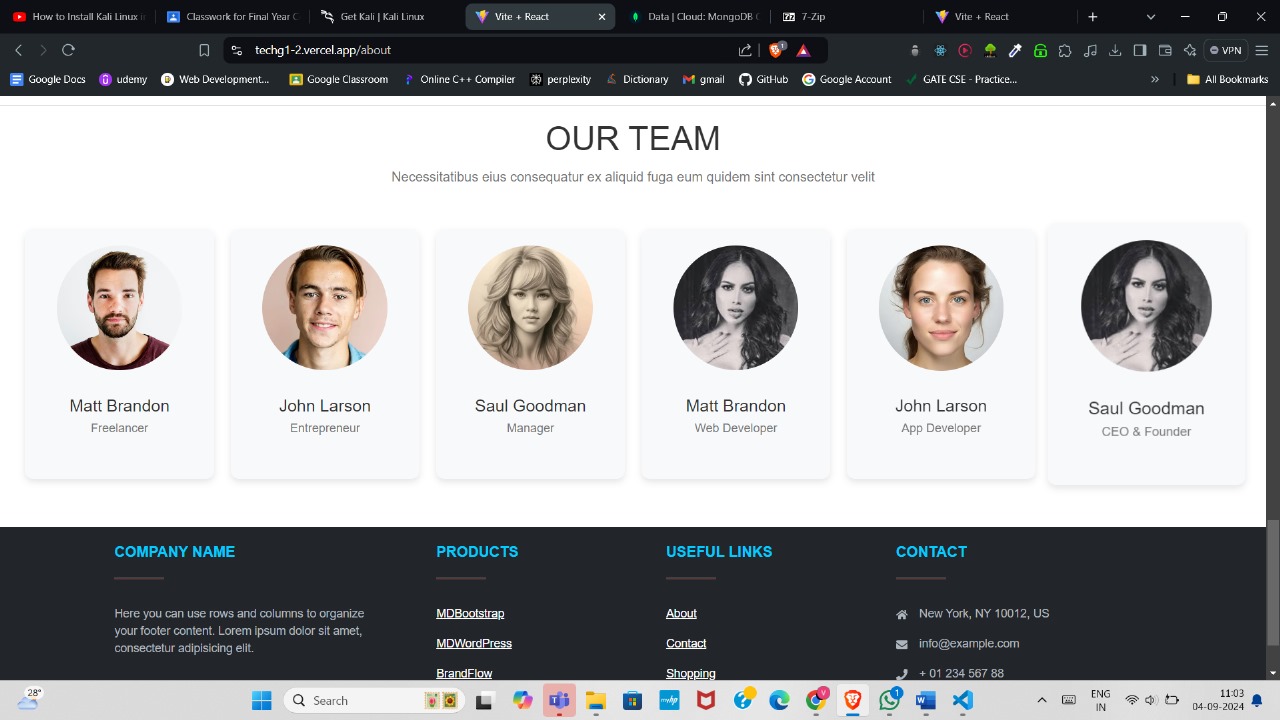 How to Install Kali Linux i
Classwork for Final Year C
Get Kali | Kali Linux
Vite + React
Data | Cloud: MongoDB C
7-Zip
Vite + React
techg1-2.vercel.app/about
1
VPN
Google Docs
udemy
Web Development...
Google Classroom
Online C++ Compiler
perplexity
Dictionary
gmail
GitHub
Google Account
GATE CSE - Practice...
»
All Bookmarks
OUR TEAM
Necessitatibus eius consequatur ex aliquid fuga eum quidem sint consectetur velit
Matt Brandon
Freelancer
John Larson
Entrepreneur
Saul Goodman
Manager
Matt Brandon
Web Developer
John Larson
App Developer
Saul Goodman
CEO & Founder
COMPANY NAME
Here you can use rows and columns to organize
your footer content. Lorem ipsum dolor sit amet,
consectetur adipisicing elit.
PRODUCTS
MDBootstrap
MDWordPress
BrandFlow
USEFUL LINKS
About
Contact
Shopping
CONTACT
New York, NY 10012, US
info@example.com
+ 01 234 567 88
28°
Search
1
ENG
IN
11:03
04-09-2024